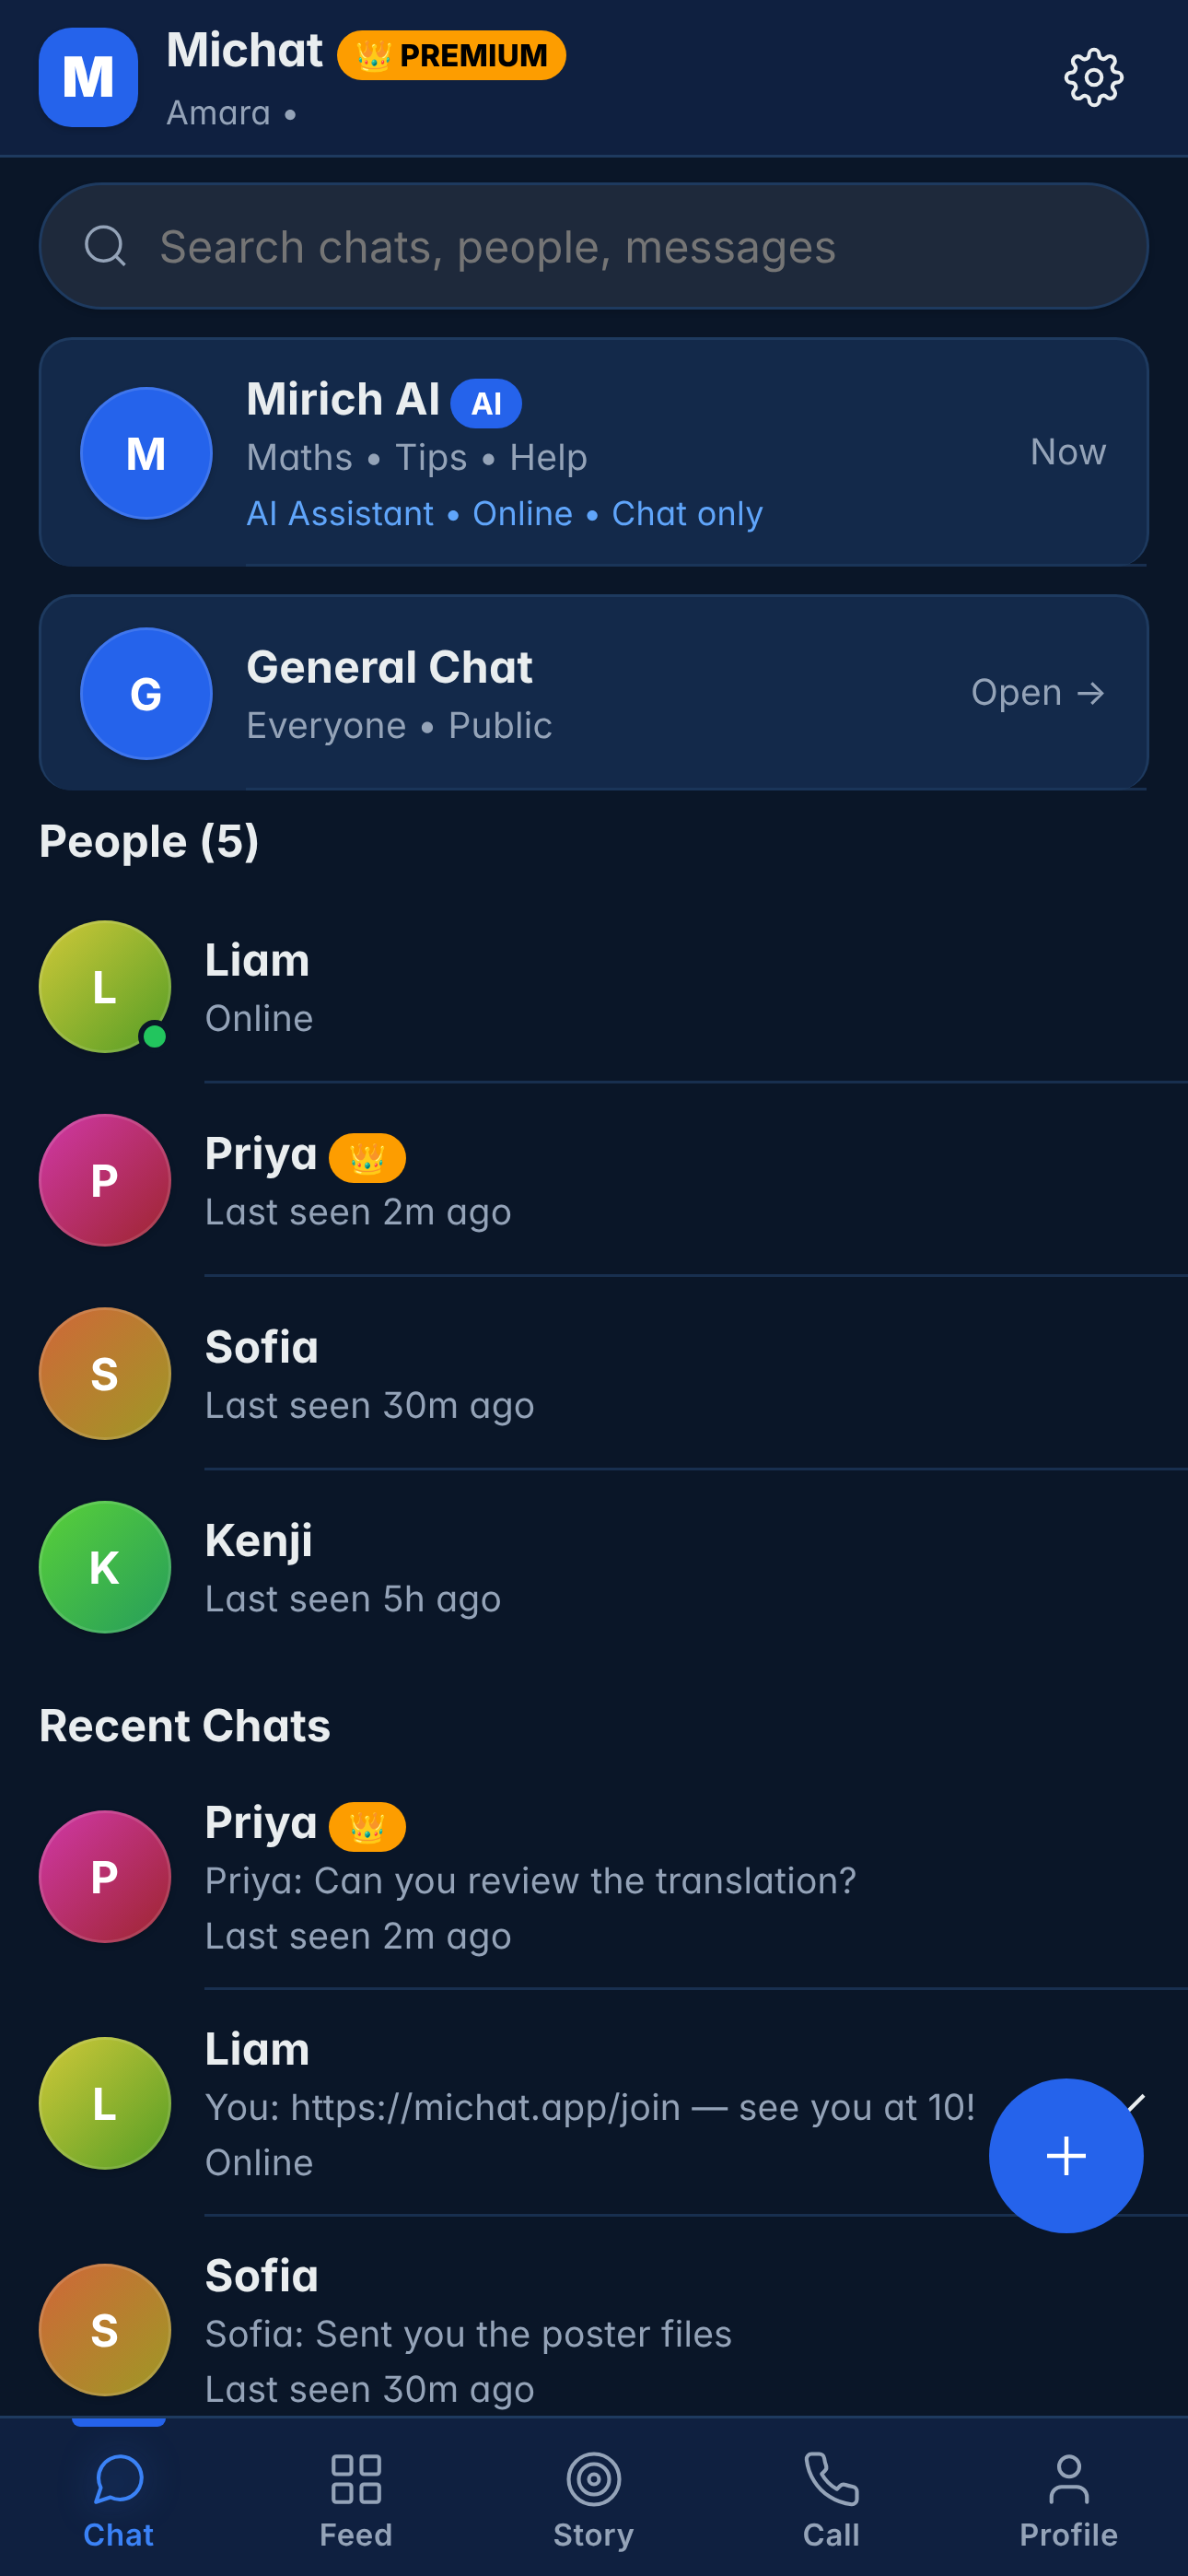 M
Michat 👑 PREMIUM
Amara •
Search chats, people, messages
M
Mirich AI AI
Maths • Tips • Help
AI Assistant • Online • Chat only
Now
G
General Chat
Everyone • Public
Open →
People (5)
L
Liam
Online
P
Priya 👑
Last seen 2m ago
S
Sofia
Last seen 30m ago
K
Kenji
Last seen 5h ago
Recent Chats
P
Priya 👑
Priya: Can you review the translation?
Last seen 2m ago
L
Liam
You: https://michat.app/join — see you at 10!
Online
S
Sofia
Sofia: Sent you the poster files
Last seen 30m ago
Chat
Feed
Story
Call
Profile